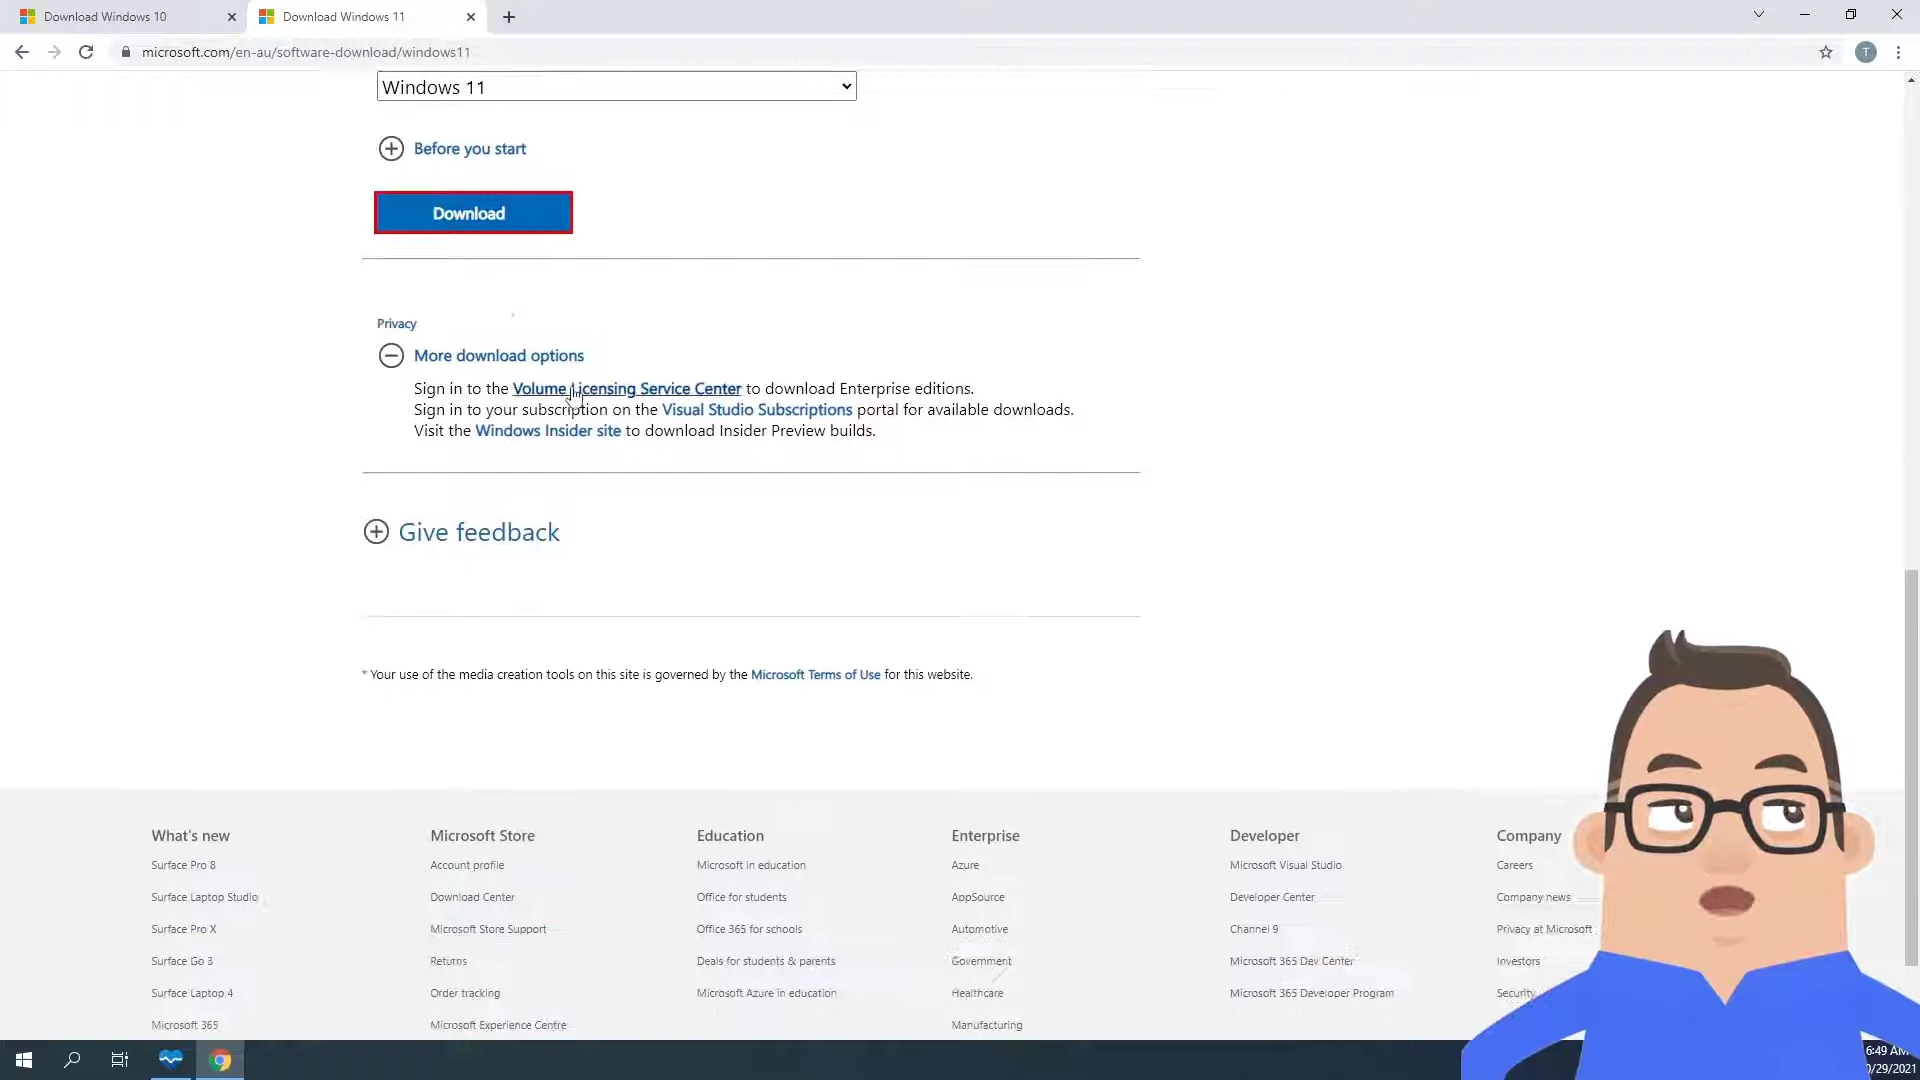 Download Windows 10
Download Windows 11
microsoft.com/en-au/software-download/windows11
T
Windows 11
Before you start
Download
Privacy
More download options
Sign in to the Volume Licensing Service Center to download Enterprise editions.
Sign in to your subscription on the Visual Studio Subscriptions portal for available downloads.
Visit the Windows Insider site to download Insider Preview builds.
Give feedback
* Your use of the media creation tools on this site is governed by the Microsoft Terms of Use for this website.
What's new
Surface Pro 8
Surface Laptop Studio
Surface Pro X
Surface Go 3
Surface Laptop 4
Microsoft 365
Microsoft Store
Account profile
Download Center
Microsoft Store Support
Returns
Order tracking
Microsoft Experience Centre
Education
Microsoft in education
Office for students
Office 365 for schools
Deals for students & parents
Microsoft Azure in education
Enterprise
Azure
AppSource
Automotive
Government
Healthcare
Manufacturing
Developer
Microsoft Visual Studio
Developer Center
Channel 9
Microsoft 365 Dev Center
Microsoft 365 Developer Program
Company
Careers
Company news
Privacy at Microsoft
Investors
Security
6:49 AM
0/29/2021